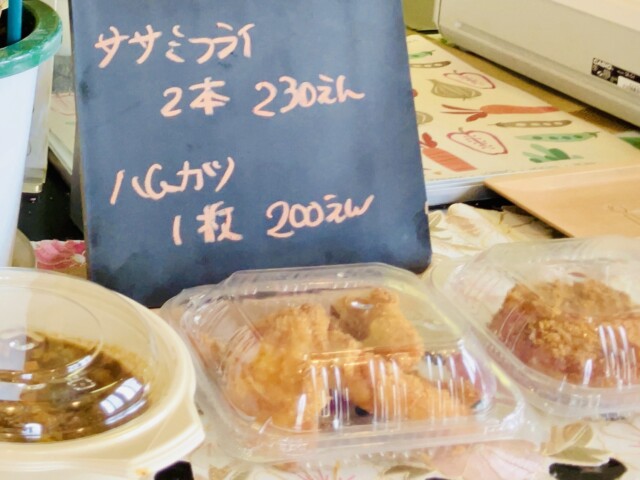 ササミフライ
2本 230えん
ハムカツ
1枚 200えん
CASIO